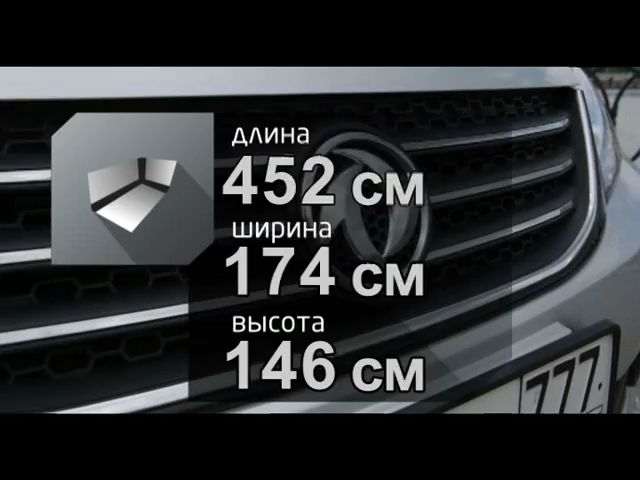 длина
452 см
ширина
174 см
высота
146 см
777